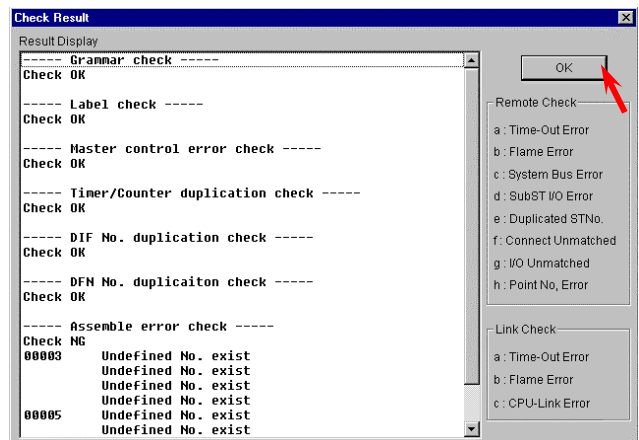 Check Result
Result Display
----- Grammar check -----
Check OK
----- Label check -----
Check OK
----- Master control error check -----
Check OK
----- Timer/Counter duplication check -----
Check OK
----- DIF No. duplication check -----
Check OK
----- DFN No. duplicaiton check -----
Check OK
----- Assemble error check -----
Check NG
00003 Undefined No. exist
Undefined No. exist
Undefined No. exist
Undefined No. exist
00005 Undefined No. exist
Undefined No. exist
OK
Remote Check
a : Time-Out Error
b : Flame Error
c : System Bus Error
d : SubST I/O Error
e : Duplicated STNo.
f : Connect Unmatched
g : I/O Unmatched
h : Point No, Error
Link Check
a : Time-Out Error
b : Flame Error
c : CPU-Link Error